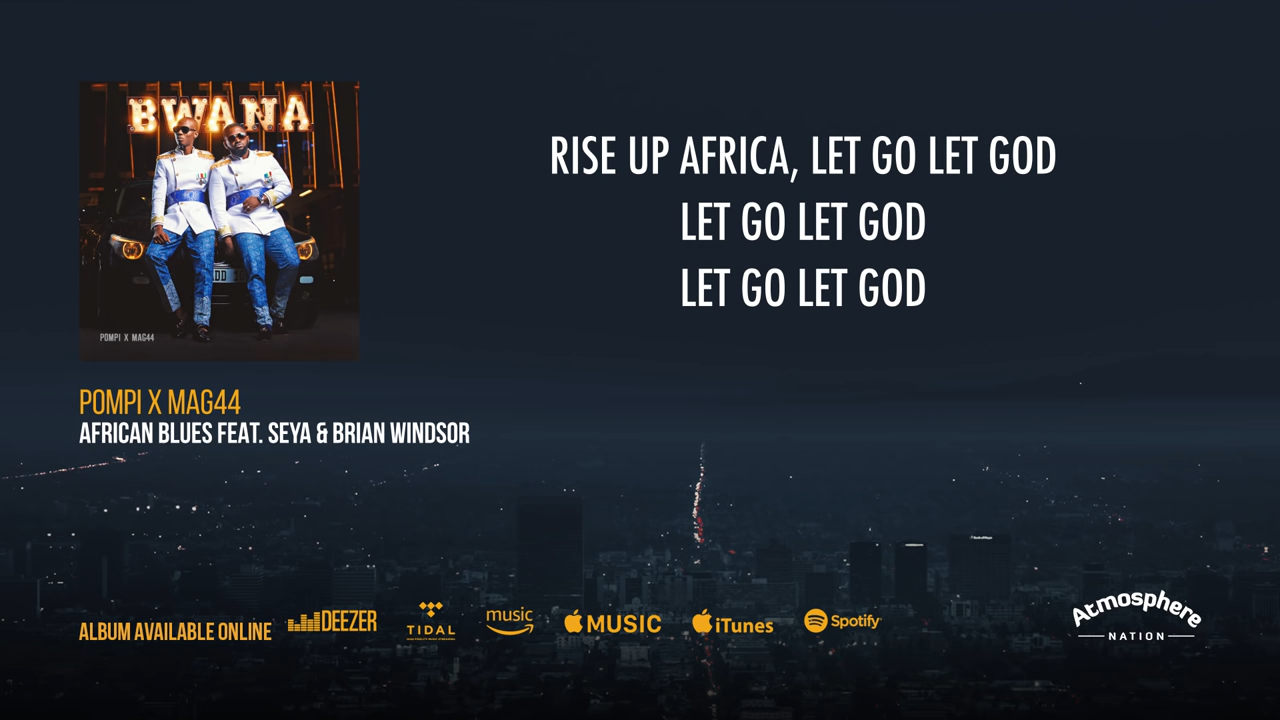 BWANA
POMPI X MAG44
RISE UP AFRICA, LET GO LET GOD
LET GO LET GOD
LET GO LET GOD
POMPI X MAG44
AFRICAN BLUES FEAT. SEYA & BRIAN WINDSOR
ALBUM AVAILABLE ONLINE
DEEZER
TIDAL
music
MUSIC
iTunes
Spotify
Atmosphere
NATION